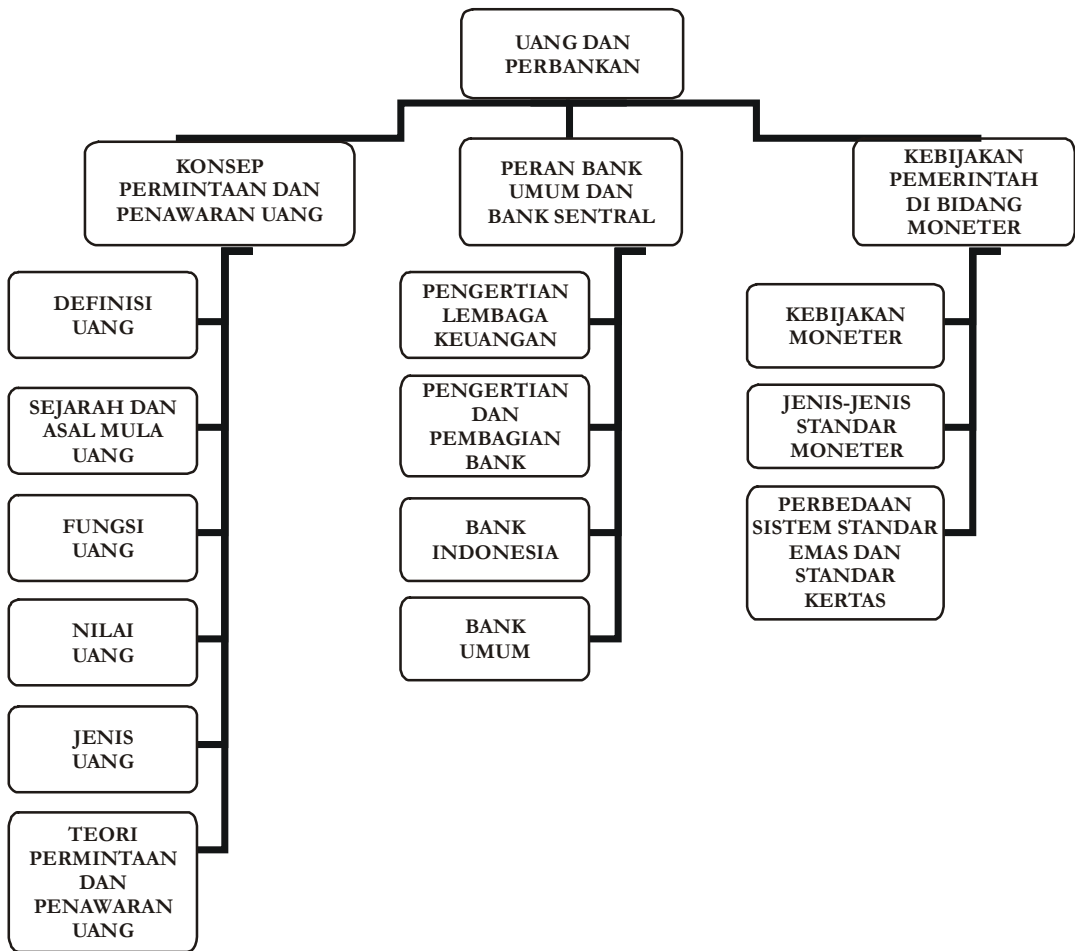 UANG DAN
PERBANKAN
KONSEP
PERMINTAAN DAN
PENAWARAN UANG
DEFINISI
UANG
SEJARAH DAN
ASAL MULA
UANG
FUNGSI
UANG
NILAI
UANG
JENIS
UANG
TEORI
PERMINTAAN
DAN
PENAWARAN
UANG
PERAN BANK
UMUM DAN
BANK SENTRAL
PENGERTIAN
LEMBAGA
KEUANGAN
PENGERTIAN
DAN
PEMBAGIAN
BANK
BANK
INDONESIA
BANK
UMUM
KEBIJAKAN
PEMERINTAH
DI BIDANG
MONETER
KEBIJAKAN
MONETER
JENIS-JENIS
STANDAR
MONETER
PERBEDAAN
SISTEM STANDAR
EMAS DAN
STANDAR
KERTAS